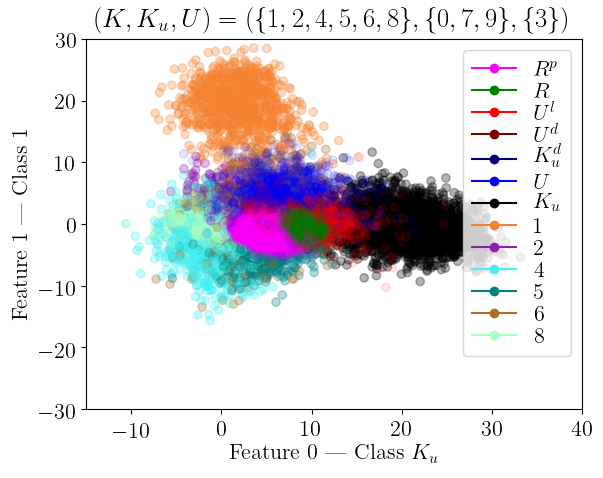 (K, K_u, U) = ({1, 2, 4, 5, 6, 8}, {0, 7, 9}, {3})
30
20
10
0
−10
−20
−30
Feature 1 — Class 1
R^p
R
U^l
U^d
K_u^d
U
K_u
1
2
4
5
6
8
−10
0
10
20
30
40
Feature 0 — Class K_u